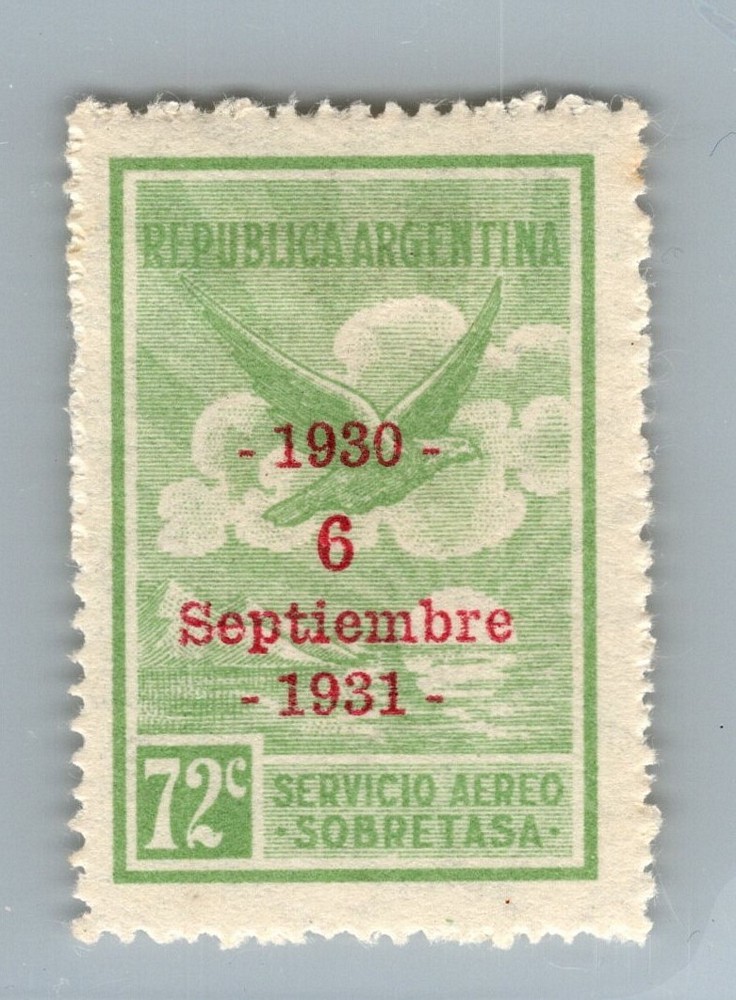 REPUBLICA ARGENTINA
- 1930 -
6
Septiembre
- 1931 -
72c
SERVICIO AEREO
· SOBRETASA ·